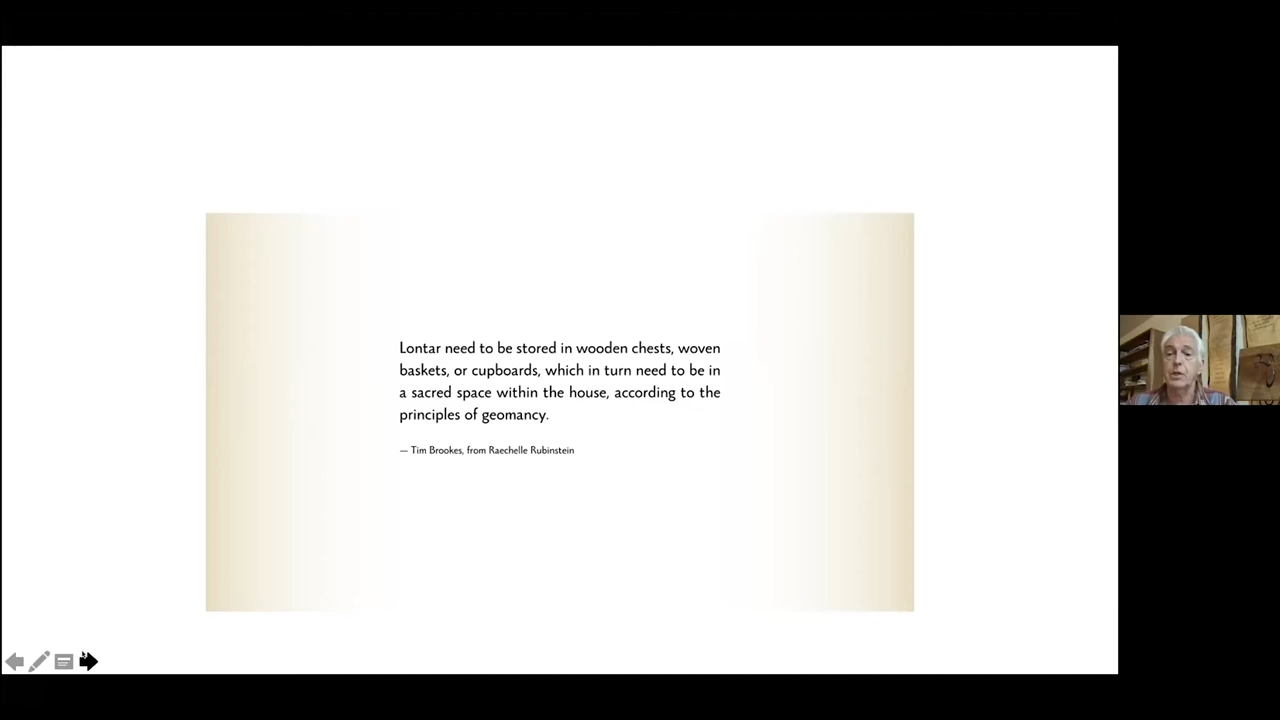 Lontar need to be stored in wooden chests, woven
baskets, or cupboards, which in turn need to be in
a sacred space within the house, according to the
principles of geomancy.
— Tim Brookes, from Raechelle Rubinstein